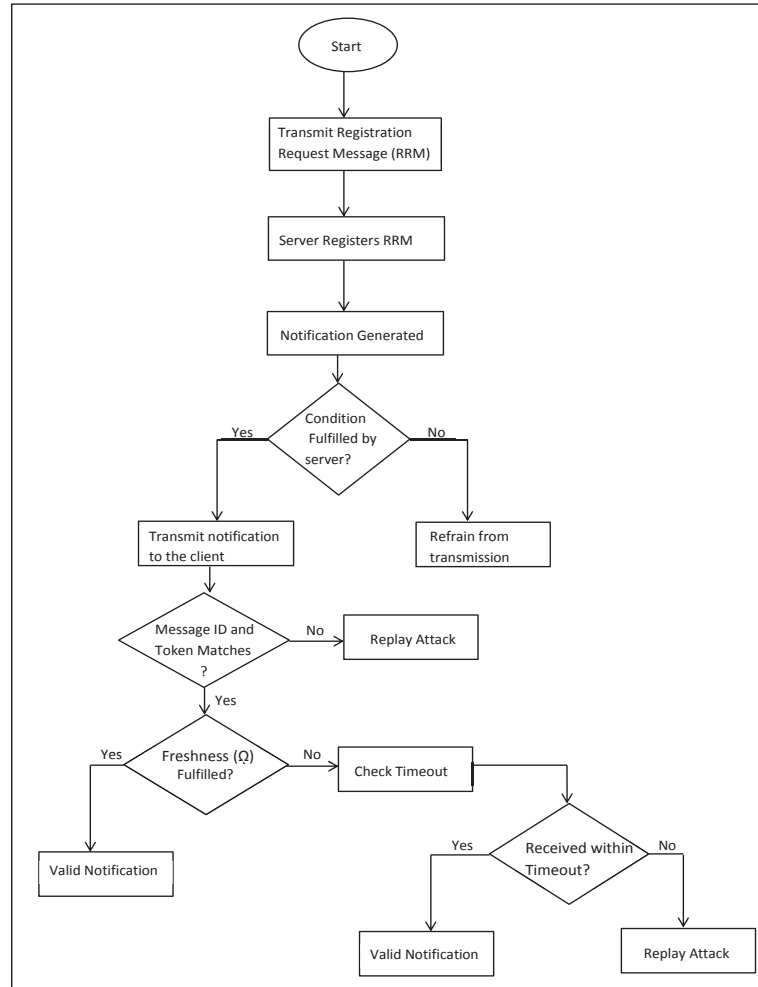 Start
Transmit Registration
Request Message (RRM)
Server Registers RRM
Notification Generated
Condition
Fulfilled by
server?
Yes
No
Transmit notification
to the client
Refrain from
transmission
Message ID and
Token Matches
?
No
Replay Attack
Yes
Freshness (Ω)
Fulfilled?
Yes
No
Check Timeout
Received within
Timeout?
Yes
No
Valid Notification
Valid Notification
Replay Attack